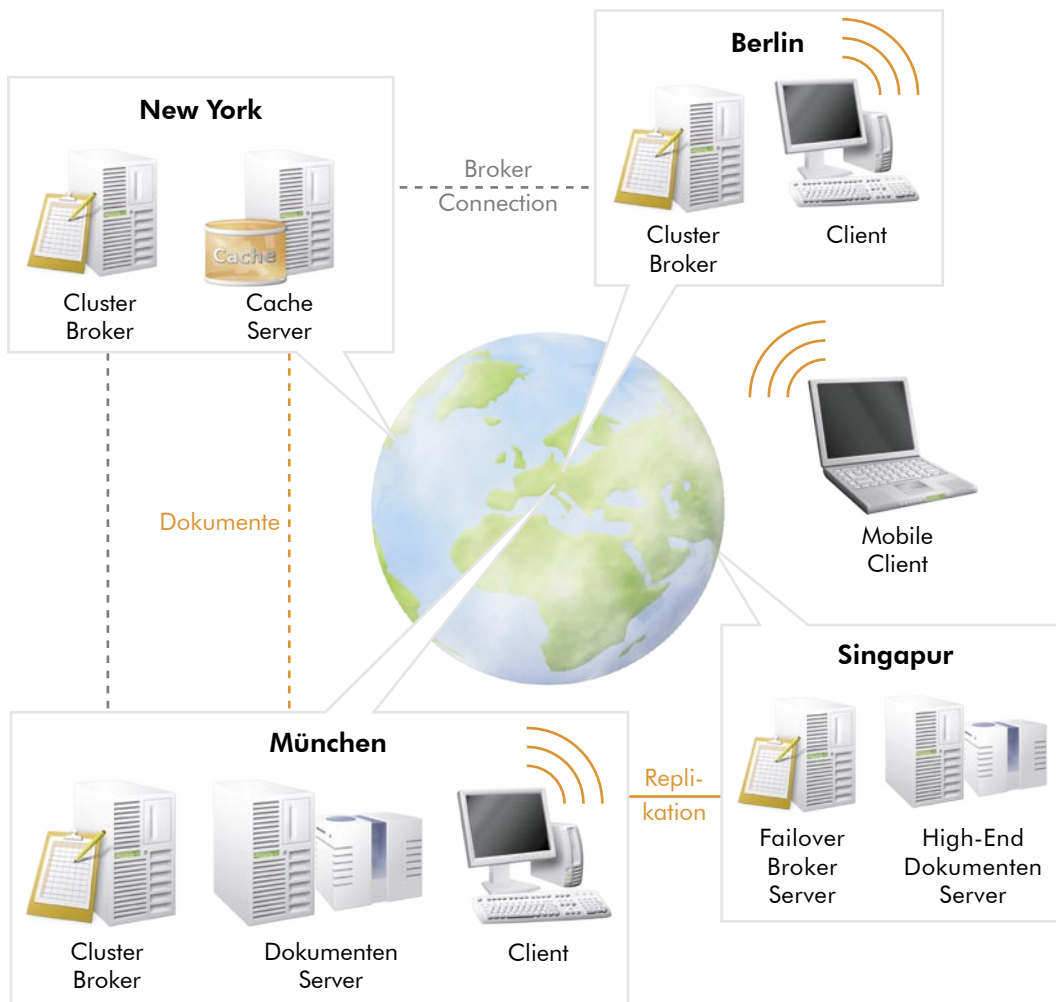 Berlin
New York
Broker
Connection
Cluster
Broker
Client
Cache
Cluster
Broker
Cache
Server
Dokumente
Mobile
Client
Singapur
München
Repli-
kation
Failover
Broker
Server
High-End
Dokumenten
Server
Cluster
Broker
Dokumenten
Server
Client